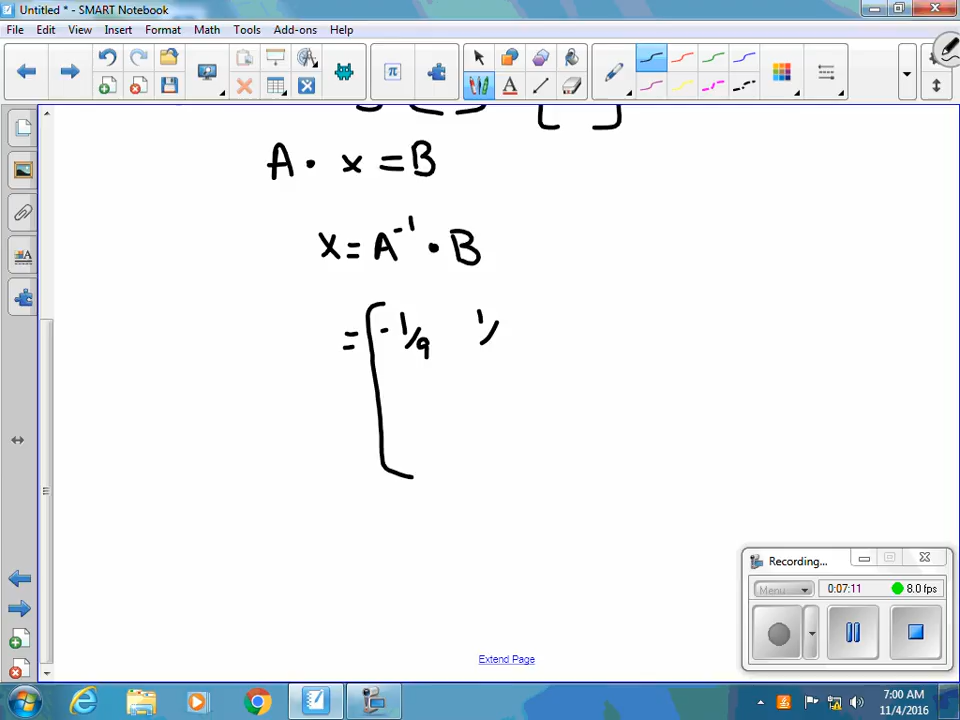 Untitled * - SMART Notebook
File Edit View Insert Format Math Tools Add-ons Help
A · x = B
x = A⁻¹ · B
= [ -1/9 1/
Recording...
Menu 0:07:11 8.0 fps
Extend Page
7:00 AM
11/4/2016